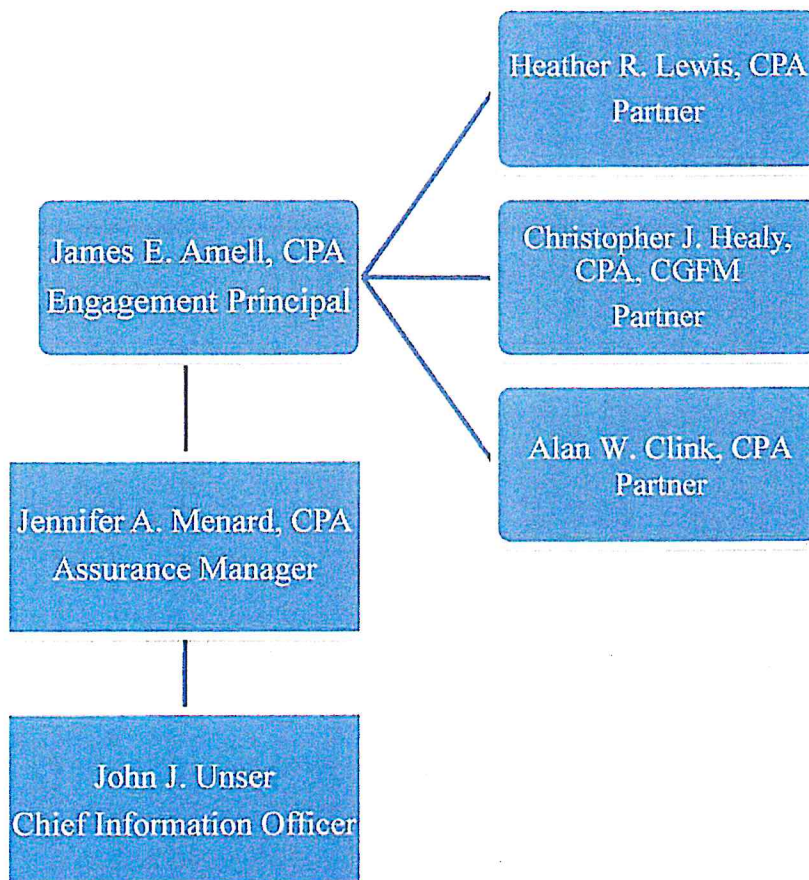 Heather R. Lewis, CPA
Partner
James E. Amell, CPA
Engagement Principal
Christopher J. Healy,
CPA, CGFM
Partner
Alan W. Clink, CPA
Partner
Jennifer A. Menard, CPA
Assurance Manager
John J. Unser
Chief Information Officer